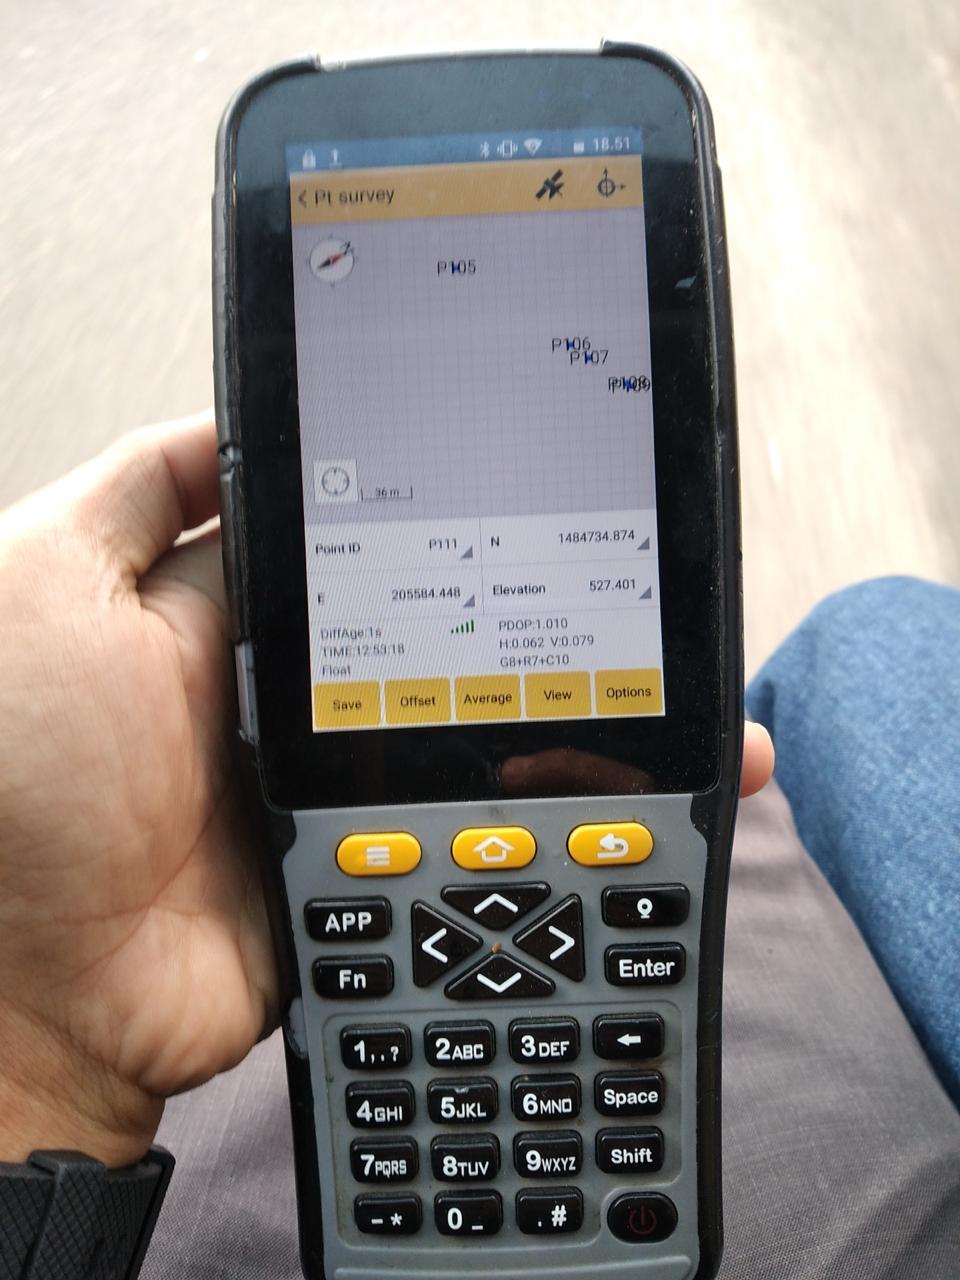 18.51
< Pt survey
P105
P106
P107
P109
36 m
Point ID P111 N 1484734.874
E 205584.448 Elevation 527.401
DiffAge:1s PDOP:1.010
TIME:12:53:18 H:0.062 V:0.079
Float G8+R7+C10
Save Offset Average View Options
APP
Fn Enter
1,.? 2ABC 3DEF
4GHI 5JKL 6MNO Space
7PQRS 8TUV 9WXYZ Shift
-* 0_ .#